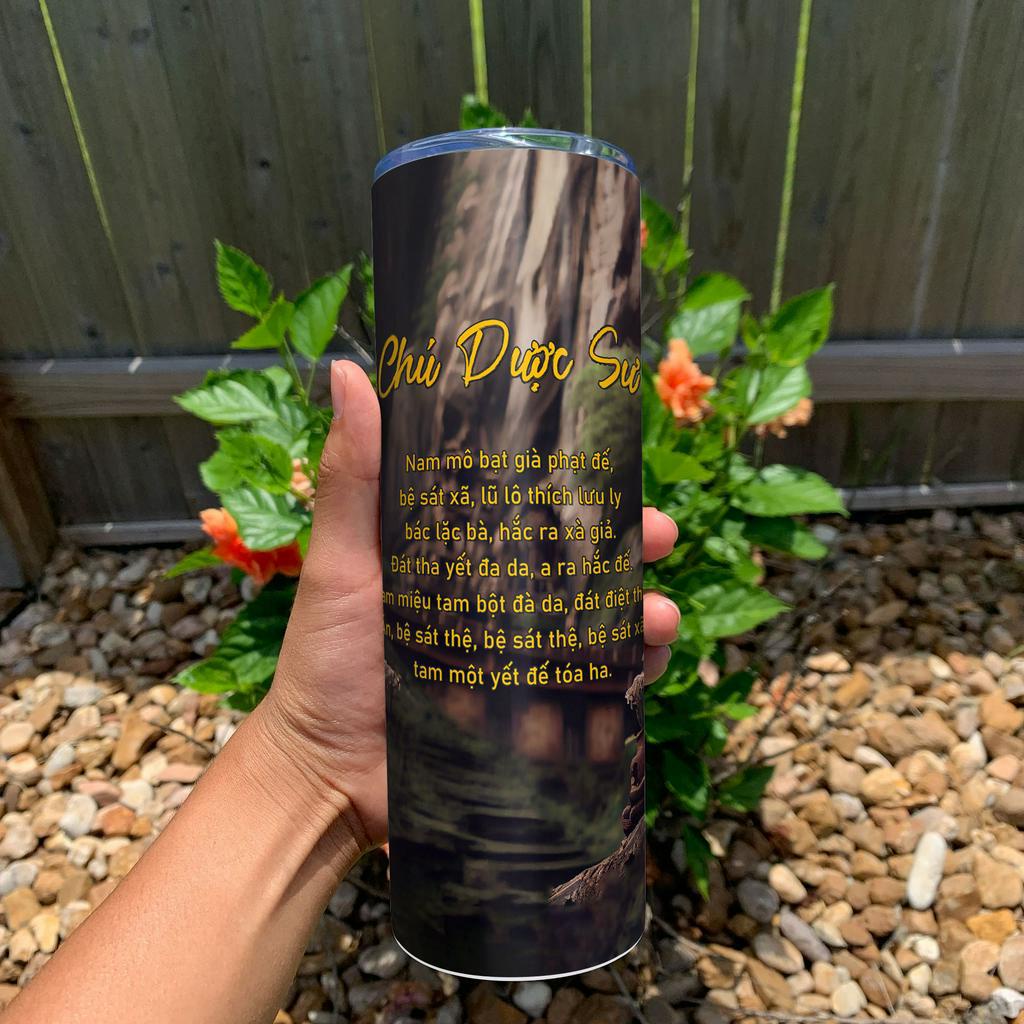 Chú Dược Sư
Nam mô bạt già phạt đế,
bệ sát xã, lũ lô thích lưu ly
bác lặc bà, hắc ra xà giả.
Đát tha yết đa da, a ra hắc đế.
miệu tam bột đà da, đát điệt
bệ sát thệ, bệ sát thệ, bệ sát
tam một yết đế tóa ha.